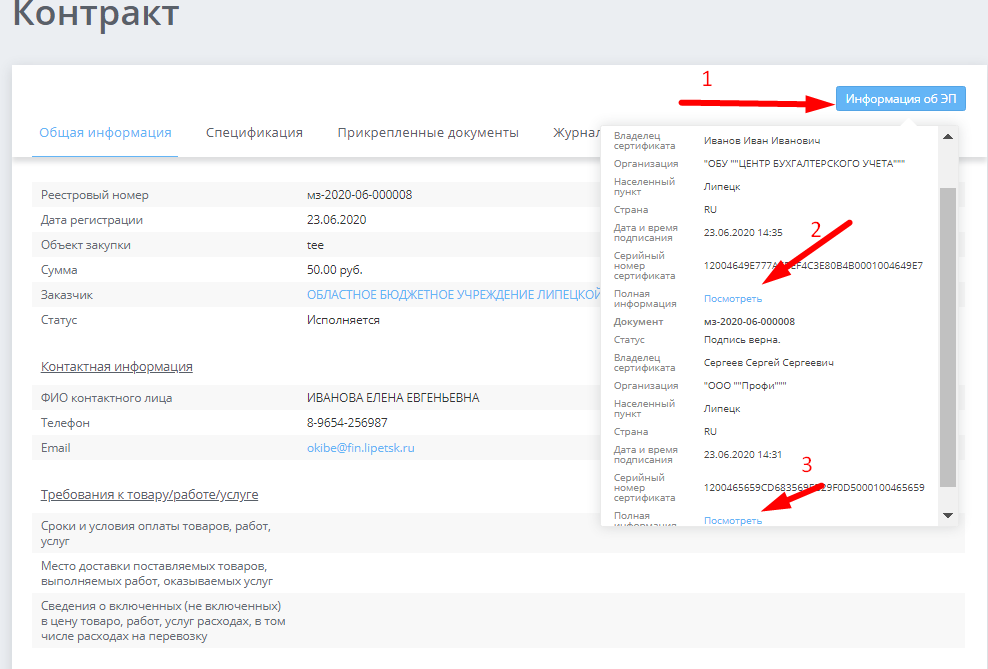 Контракт
1
Информация об ЭП
Общая информация Спецификация Прикрепленные документы Журнал
Реестровый номер мз-2020-06-000008
Дата регистрации 23.06.2020
Объект закупки tee
Сумма 50.00 руб.
Заказчик ОБЛАСТНОЕ БЮДЖЕТНОЕ УЧРЕЖДЕНИЕ ЛИПЕЦКОЙ
Статус Исполняется
Контактная информация
ФИО контактного лица ИВАНОВА ЕЛЕНА ЕВГЕНЬЕВНА
Телефон 8-9654-256987
Email okibe@fin.lipetsk.ru
Требования к товару/работе/услуге
Сроки и условия оплаты товаров, работ,
услуг
Место доставки поставляемых товаров,
выполняемых работ, оказываемых услуг
Сведения о включенных (не включенных)
в цену товаро, работ, услуг расходах, в том
числе расходах на перевозку
Владелец
сертификата Иванов Иван Иванович
Организация "ОБУ ""ЦЕНТР БУХГАЛТЕРСКОГО УЧЕТА"""
Населенный
пункт Липецк
Страна RU
Дата и время
подписания 23.06.2020 14:35
2
Серийный
номер
сертификата
Полная
информация Посмотреть
Документ мз-2020-06-000008
Статус Подпись верна.
Владелец
сертификата Сергеев Сергей Сергеевич
Организация "ООО ""Профи"""
Населенный
пункт Липецк
Страна RU
Дата и время
подписания 23.06.2020 14:31
3
Серийный
номер
сертификата
Полная
информация Посмотреть